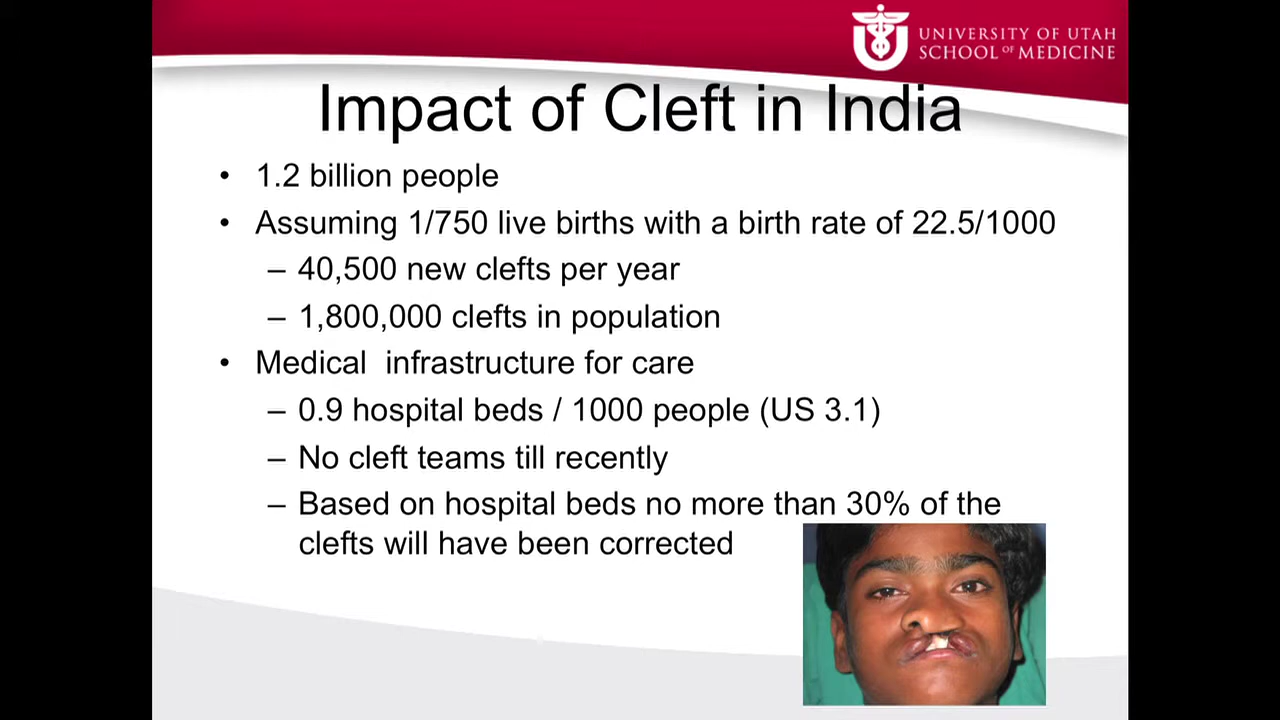 UNIVERSITY OF UTAH
SCHOOL OF MEDICINE
Impact of Cleft in India
• 1.2 billion people
• Assuming 1/750 live births with a birth rate of 22.5/1000
– 40,500 new clefts per year
– 1,800,000 clefts in population
• Medical  infrastructure for care
– 0.9 hospital beds / 1000 people (US 3.1)
– No cleft teams till recently
– Based on hospital beds no more than 30% of the
clefts will have been corrected